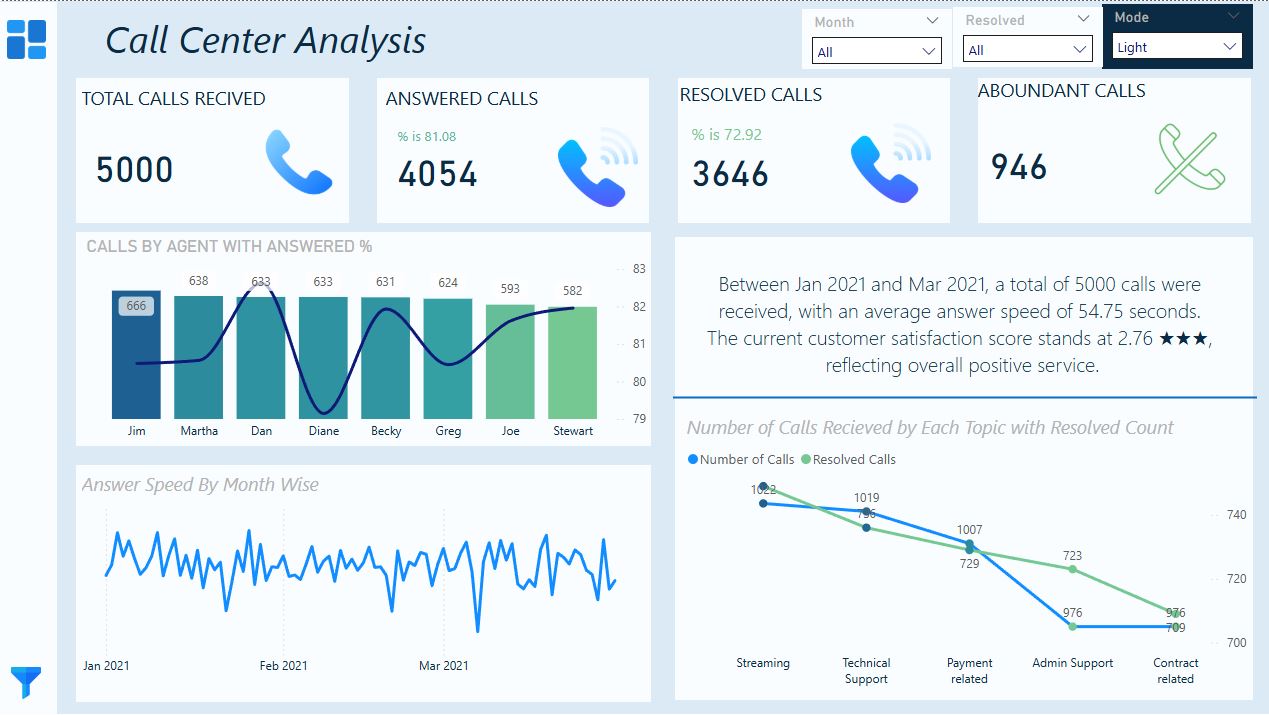 Call Center Analysis
Month
All
Resolved
All
Mode
Light
TOTAL CALLS RECIVED
5000
ANSWERED CALLS
% is 81.08
4054
RESOLVED CALLS
% is 72.92
3646
ABOUNDANT CALLS
946
CALLS BY AGENT WITH ANSWERED %
666
638
633
633
631
624
593
582
83
82
81
80
79
Jim
Martha
Dan
Diane
Becky
Greg
Joe
Stewart
Between Jan 2021 and Mar 2021, a total of 5000 calls were
received, with an average answer speed of 54.75 seconds.
The current customer satisfaction score stands at 2.76 ★★★,
reflecting overall positive service.
Answer Speed By Month Wise
Jan 2021
Feb 2021
Mar 2021
Number of Calls Recieved by Each Topic with Resolved Count
Number of Calls
Resolved Calls
1022
1019
736
1007
729
723
976
976
709
740
720
700
Streaming
Technical
Support
Payment
related
Admin Support
Contract
related